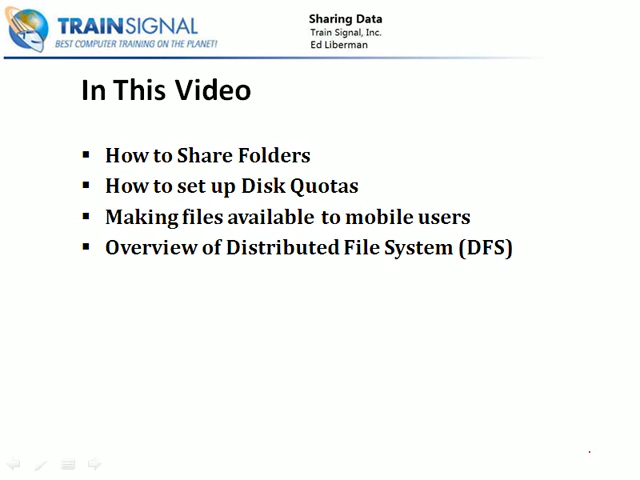 TRAINSIGNAL
BEST COMPUTER TRAINING ON THE PLANET!
Sharing Data
Train Signal, Inc.
Ed Liberman
In This Video
▪ How to Share Folders
▪ How to set up Disk Quotas
▪ Making files available to mobile users
▪ Overview of Distributed File System (DFS)